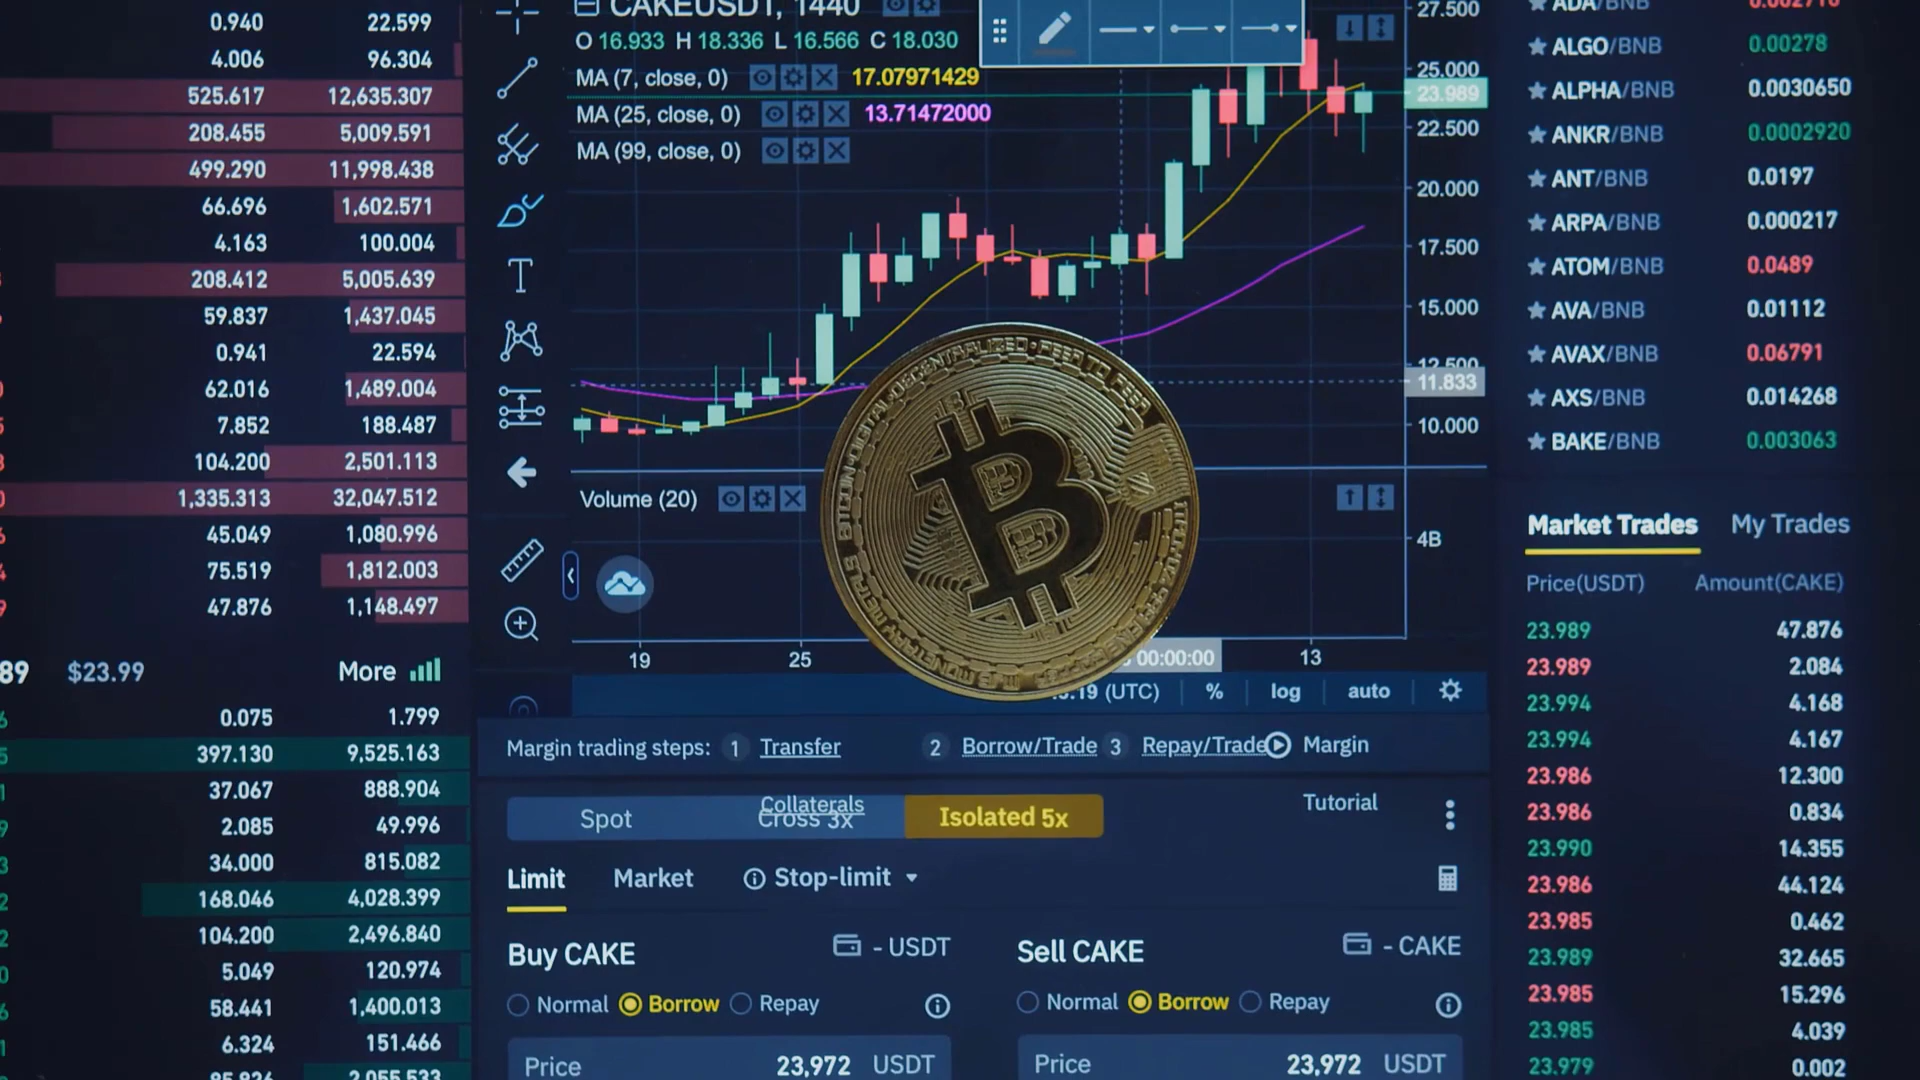 0.940 22.599
4.006 96.304
525.617 12,635.307
208.455 5,009.591
499.290 11,998.438
66.696 1,602.571
4.163 100.004
208.412 5,005.639
59.837 1,437.045
0.941 22.594
62.016 1,489.004
7.852 188.487
104.200 2,501.113
1,335.313 32,047.512
45.049 1,080.996
75.519 1,812.003
47.876 1,148.497
89 $23.99 More
0.075 1.799
397.130 9,525.163
37.067 888.904
2.085 49.996
34.000 815.082
168.046 4,028.399
104.200 2,496.840
5.049 120.974
58.441 1,400.013
6.324 151.466
2,055.533
CAKEUSDT, 1440
O 16.933 H 18.336 L 16.566 C 18.030
MA (7, close, 0) 17.07971429
MA (25, close, 0) 13.71472000
MA (99, close, 0)
27.500
25.000
23.989
22.500
20.000
17.500
15.000
12.500
11.833
10.000
Volume (20)
4B
19 25 00:00:00 13
19 (UTC) % log auto
BITCOIN DIGITAL DECENTRALIZED PEER TO PEER
B
Margin trading steps: 1 Transfer 2 Borrow/Trade 3 Repay/Trade Margin
Collaterals Tutorial
Spot Cross 3x Isolated 5x
Limit Market Stop-limit
Buy CAKE - USDT
Normal Borrow Repay
Price 23,972 USDT
Sell CAKE - CAKE
Normal Borrow Repay
Price 23,972 USDT
ADA/BNB
ALGO/BNB 0.00278
ALPHA/BNB 0.0030650
ANKR/BNB 0.0002920
ANT/BNB 0.0197
ARPA/BNB 0.000217
ATOM/BNB 0.0489
AVA/BNB 0.01112
AVAX/BNB 0.06791
AXS/BNB 0.014268
BAKE/BNB 0.003063
Market Trades My Trades
Price(USDT) Amount(CAKE)
23.989 47.876
23.989 2.084
23.994 4.168
23.994 4.167
23.986 12.300
23.986 0.834
23.990 14.355
23.986 44.124
23.985 0.462
23.989 32.665
23.985 15.296
23.985 4.039
23.979 0.002